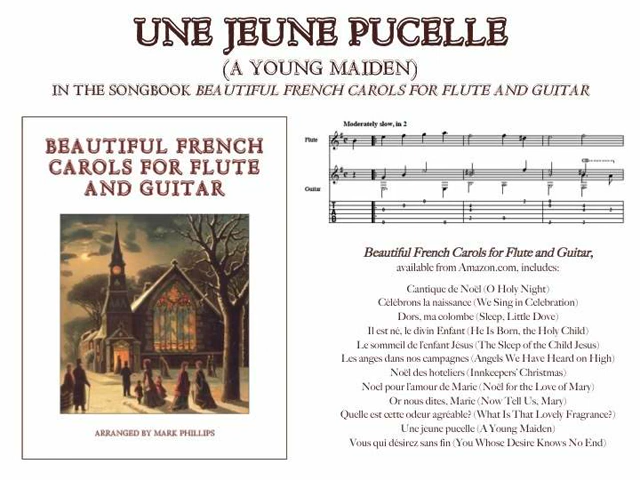 UNE JEUNE PUCELLE
(A YOUNG MAIDEN)
IN THE SONGBOOK BEAUTIFUL FRENCH CAROLS FOR FLUTE AND GUITAR
BEAUTIFUL FRENCH
CAROLS FOR FLUTE
AND GUITAR
ARRANGED BY MARK PHILLIPS
Moderately slow, in 2
Flute
Guitar
Beautiful French Carols for Flute and Guitar,
available from Amazon.com, includes:
Cantique de Noël (O Holy Night)
Célébrons la naissance (We Sing in Celebration)
Dors, ma colombe (Sleep, Little Dove)
Il est né, le divin Enfant (He Is Born, the Holy Child)
Le sommeil de l'enfant Jésus (The Sleep of the Child Jesus)
Les anges dans nos campagnes (Angels We Have Heard on High)
Noël des hoteliers (Innkeepers' Christmas)
Noel pour l'amour de Marie (Noël for the Love of Mary)
Or nous dites, Marie (Now Tell Us, Mary)
Quelle est cette odeur agréable? (What Is That Lovely Fragrance?)
Une jeune pucelle (A Young Maiden)
Vous qui désirez sans fin (You Whose Desire Knows No End)